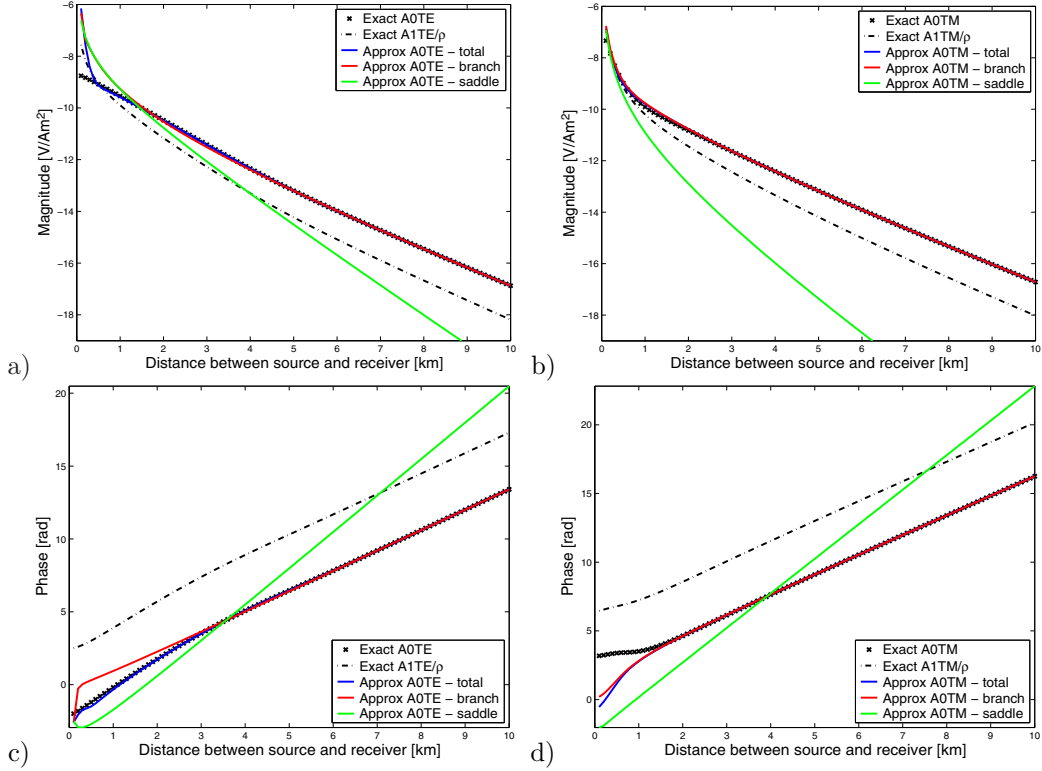 −6
−8
−10
−12
−14
−16
−18
Magnitude [V/Am²]
Exact A0TE
Exact A1TE/ρ
Approx A0TE − total
Approx A0TE − branch
Approx A0TE − saddle
0 1 2 3 4 5 6 7 8 9 10
Distance between source and receiver [km]
a)
−6
−8
−10
−12
−14
−16
−18
Magnitude [V/Am²]
Exact A0TM
Exact A1TM/ρ
Approx A0TM − total
Approx A0TM − branch
Approx A0TM − saddle
0 1 2 3 4 5 6 7 8 9 10
Distance between source and receiver [km]
b)
20
15
10
5
0
Phase [rad]
Exact A0TE
Exact A1TE/ρ
Approx A0TE − total
Approx A0TE − branch
Approx A0TE − saddle
0 1 2 3 4 5 6 7 8 9 10
Distance between source and receiver [km]
c)
20
15
10
5
0
Phase [rad]
Exact A0TM
Exact A1TM/ρ
Approx A0TM − total
Approx A0TM − branch
Approx A0TM − saddle
0 1 2 3 4 5 6 7 8 9 10
Distance between source and receiver [km]
d)